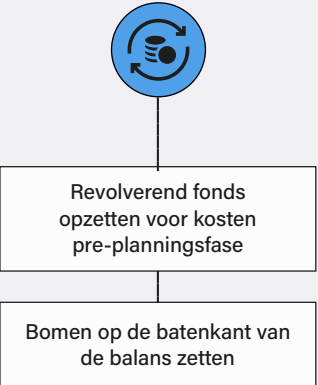 Revolverend fonds
opzetten voor kosten
pre-planningsfase
Bomen op de batenkant van
de balans zetten